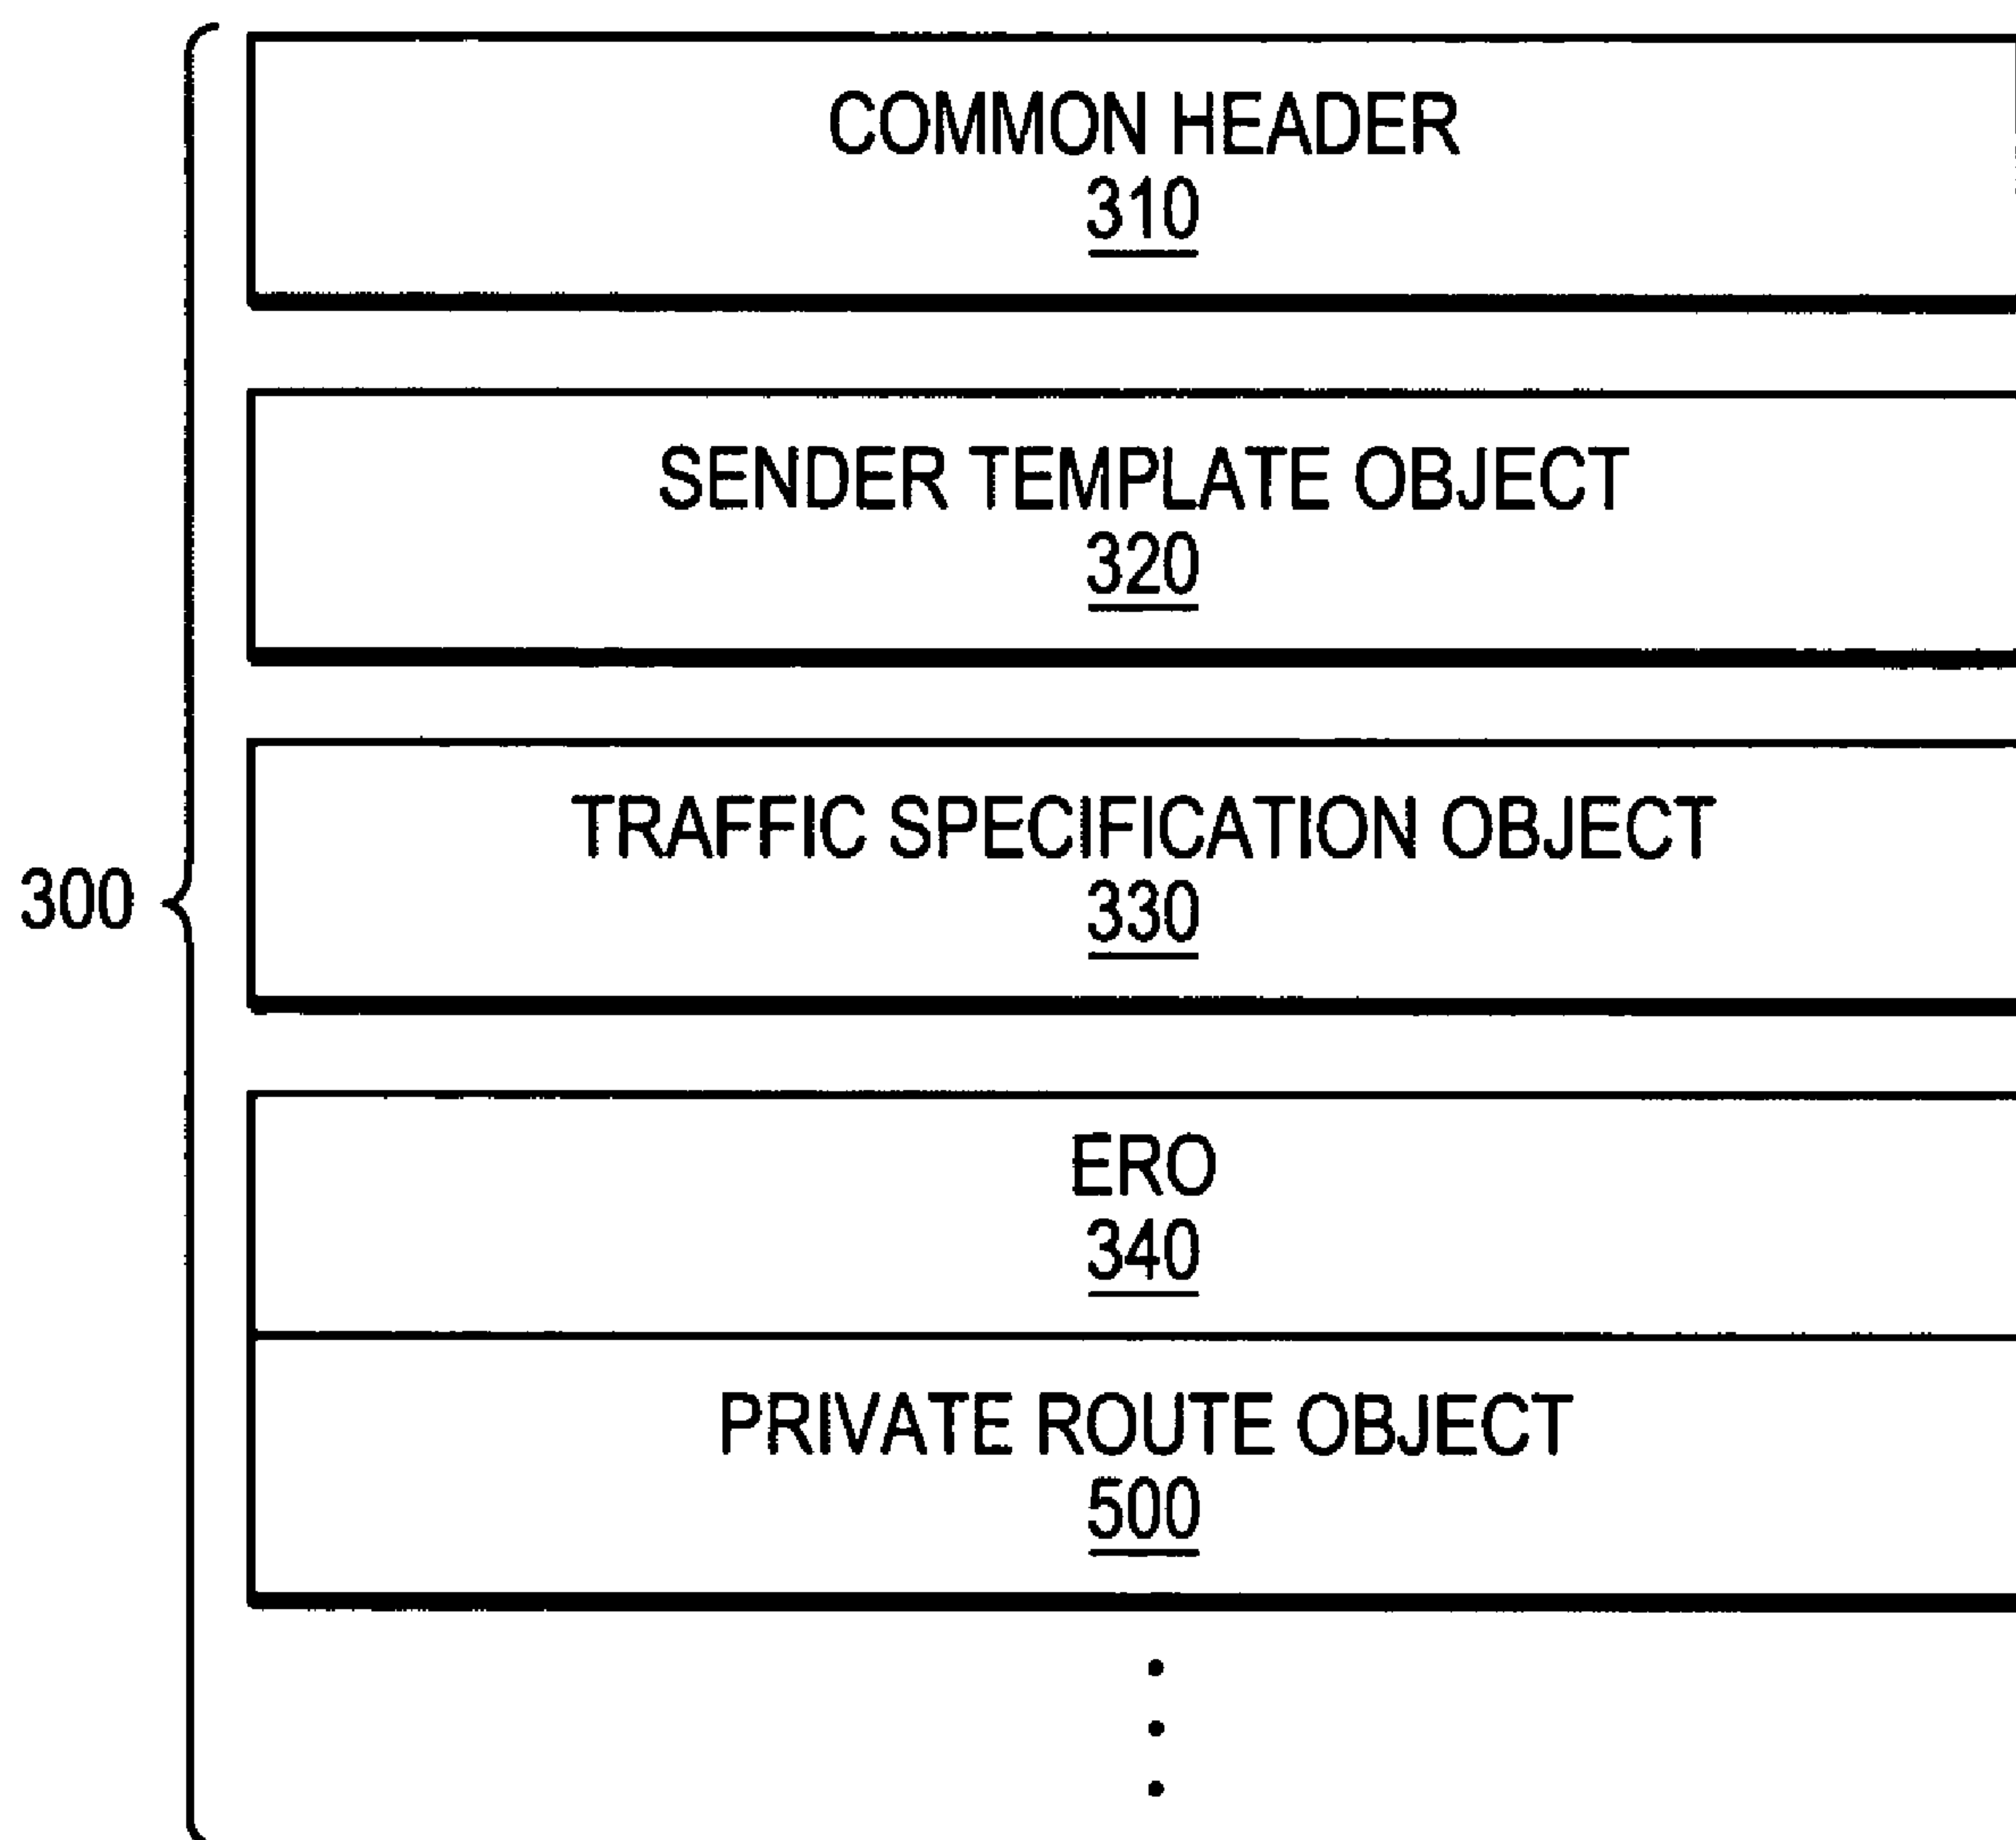 COMMON HEADER
310
SENDER TEMPLATE OBJECT
320
TRAFFIC SPECIFICATION OBJECT
330
300
ERO
340
PRIVATE ROUTE OBJECT
500